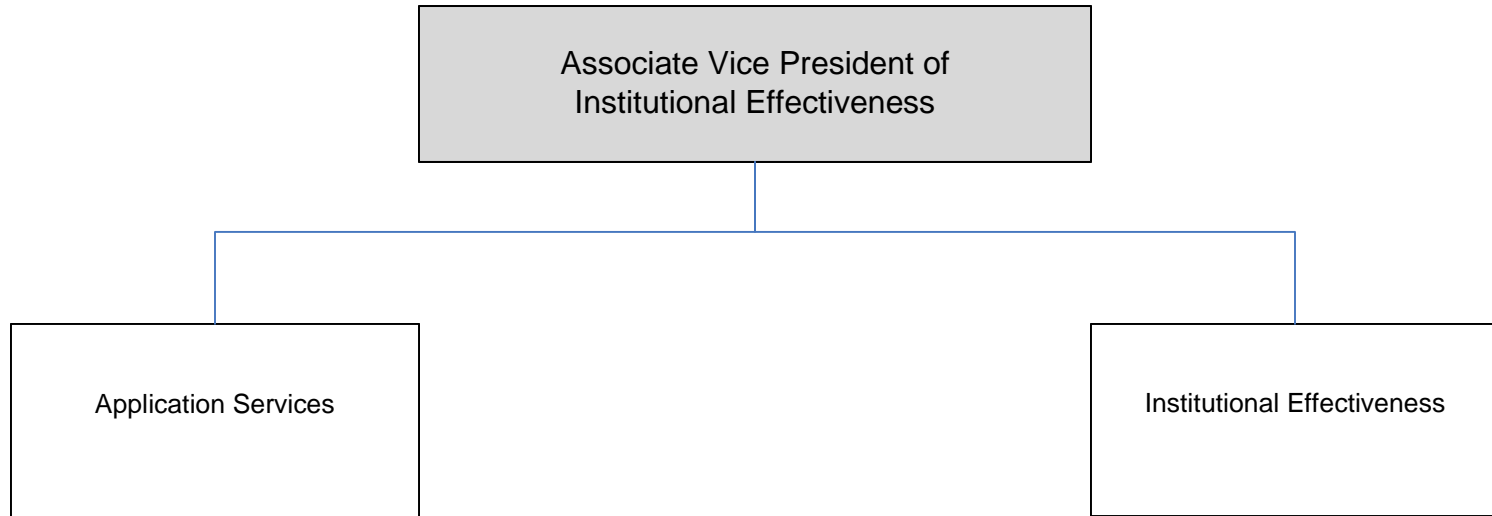 Associate Vice President of
Institutional Effectiveness
Application Services
Institutional Effectiveness